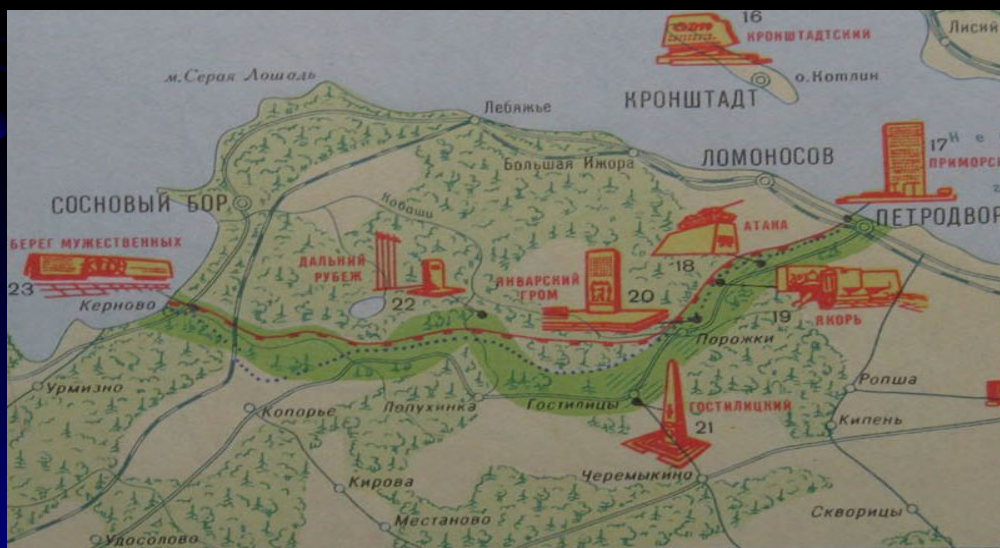 16
КРОНШТАДТСКИЙ
Лисий
м. Серая Лошадь
о. Котлин
КРОНШТАДТ
Лебяжье
Большая Ижора
ЛОМОНОСОВ
17
Не
ПРИМОРСК
СОСНОВЫЙ БОР
Коваши
ПЕТРОДВОР
БЕРЕГ МУЖЕСТВЕННЫХ
23
Керново
ДАЛЬНИЙ
РУБЕЖ
22
ЯНВАРСКИЙ
ГРОМ
20
АТАКА
18
19
ЯКОРЬ
Порожки
Урмизно
Копорье
Лопухинка
Гостилицы
ГОСТИЛИЦКИЙ
21
Ропша
Кипень
Черемыкино
Кирова
Местаново
Скворицы
Удосолово